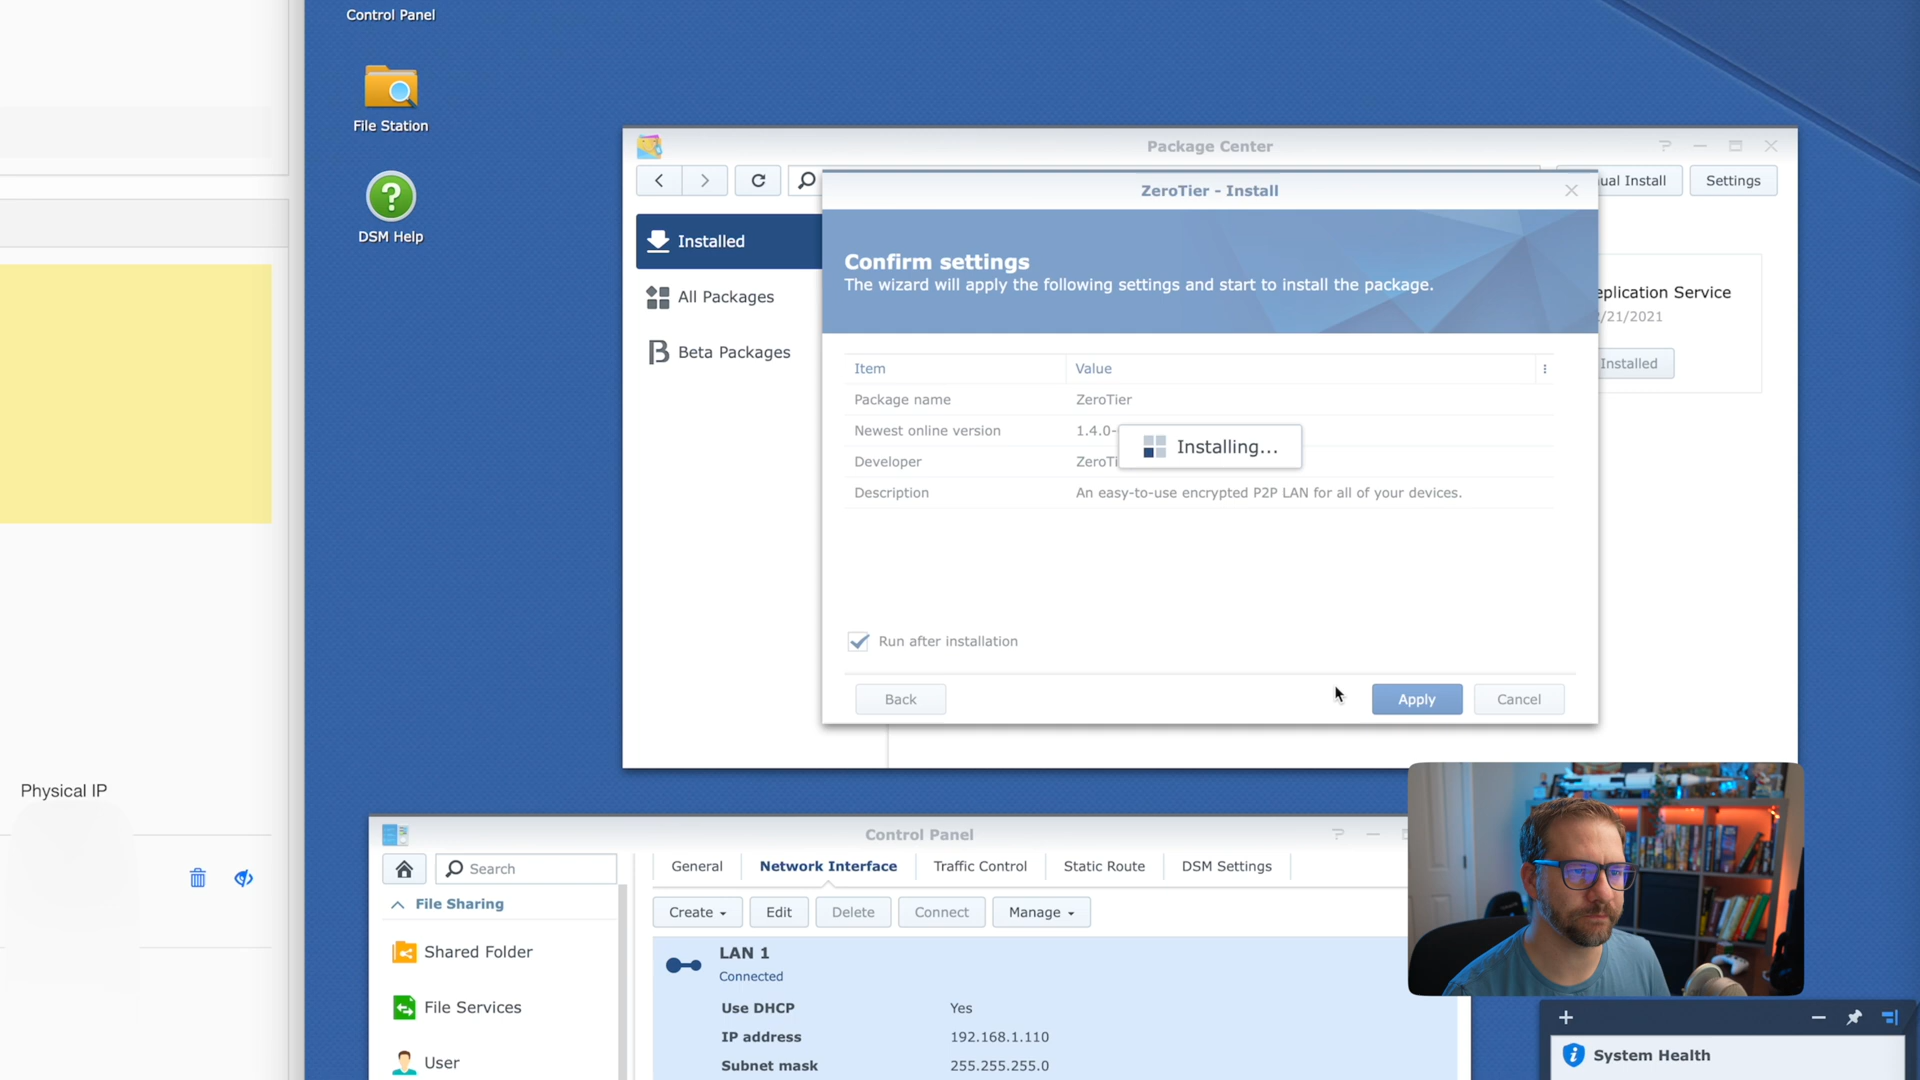 Control Panel
File Station
DSM Help
Physical IP
Package Center
ual Install
Settings
Installed
All Packages
Beta Packages
eplication Service
/21/2021
Installed
ZeroTier - Install
Confirm settings
The wizard will apply the following settings and start to install the package.
Item Value
Package name ZeroTier
Newest online version 1.4.0-
Developer ZeroTi
Description An easy-to-use encrypted P2P LAN for all of your devices.
Installing...
Run after installation
Back
Apply
Cancel
Control Panel
Search
General
Network Interface
Traffic Control
Static Route
DSM Settings
File Sharing
Shared Folder
File Services
User
Create
Edit
Delete
Connect
Manage
LAN 1
Connected
Use DHCP Yes
IP address 192.168.1.110
Subnet mask 255.255.255.0
System Health